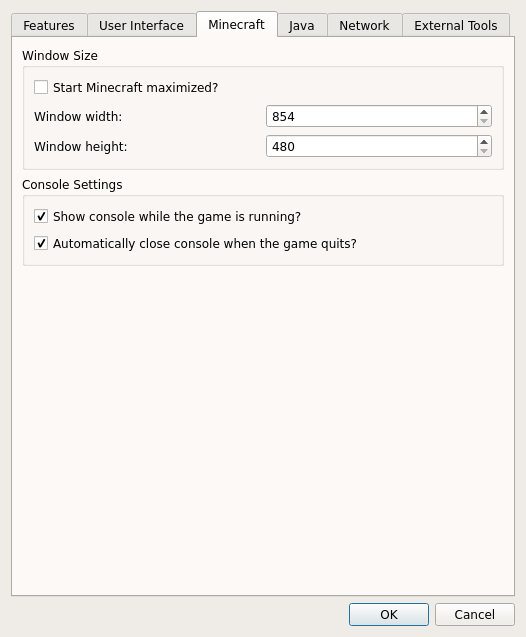 Features User Interface Minecraft Java Network External Tools
Window Size
Start Minecraft maximized?
Window width: 854
Window height: 480
Console Settings
Show console while the game is running?
Automatically close console when the game quits?
OK Cancel